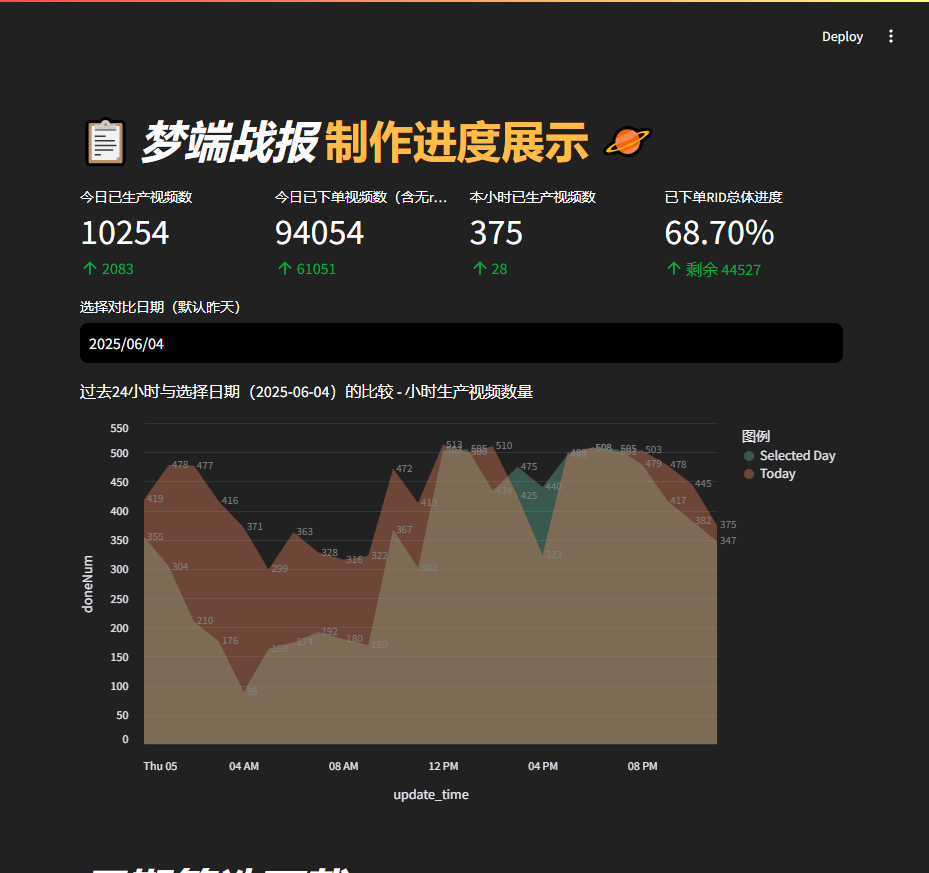 Deploy
梦端战报 制作进度展示
今日已生产视频数
10254
2083
今日已下单视频数（含无r...
94054
61051
本小时已生产视频数
375
28
已下单RID总体进度
68.70%
剩余 44527
选择对比日期（默认昨天）
2025/06/04
过去24小时与选择日期（2025-06-04）的比较 - 小时生产视频数量
图例
Selected Day
Today
doneNum
550
500
450
400
350
300
250
200
150
100
50
0
419 478 477 416 371 299 363 328 316 322 472 513 510 425 323 508 503 478 445 375
355 304 210 176 89 163 174 192 180 169 367 302 434 475 440 479 417 382 347
Thu 05 04 AM 08 AM 12 PM 04 PM 08 PM
update_time